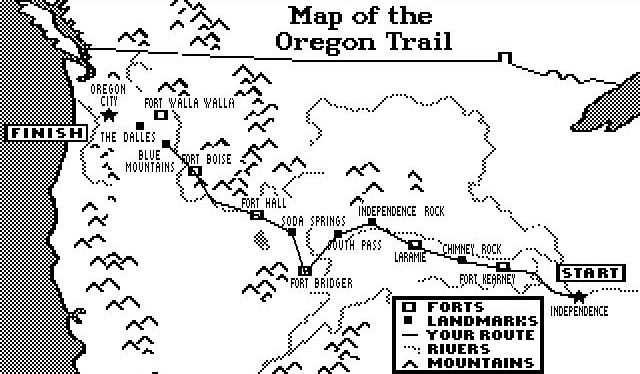 Map of the
Oregon Trail
OREGON
CITY
FORT WALLA WALLA
FINISH
THE DALLES
BLUE
MOUNTAINS
FORT BOISE
FORT HALL
SODA SPRINGS
INDEPENDENCE ROCK
SOUTH PASS
LARAMIE
CHIMNEY ROCK
FORT KEARNEY
START
FORT BRIDGER
INDEPENDENCE
FORTS
LANDMARKS
YOUR ROUTE
RIVERS
MOUNTAINS